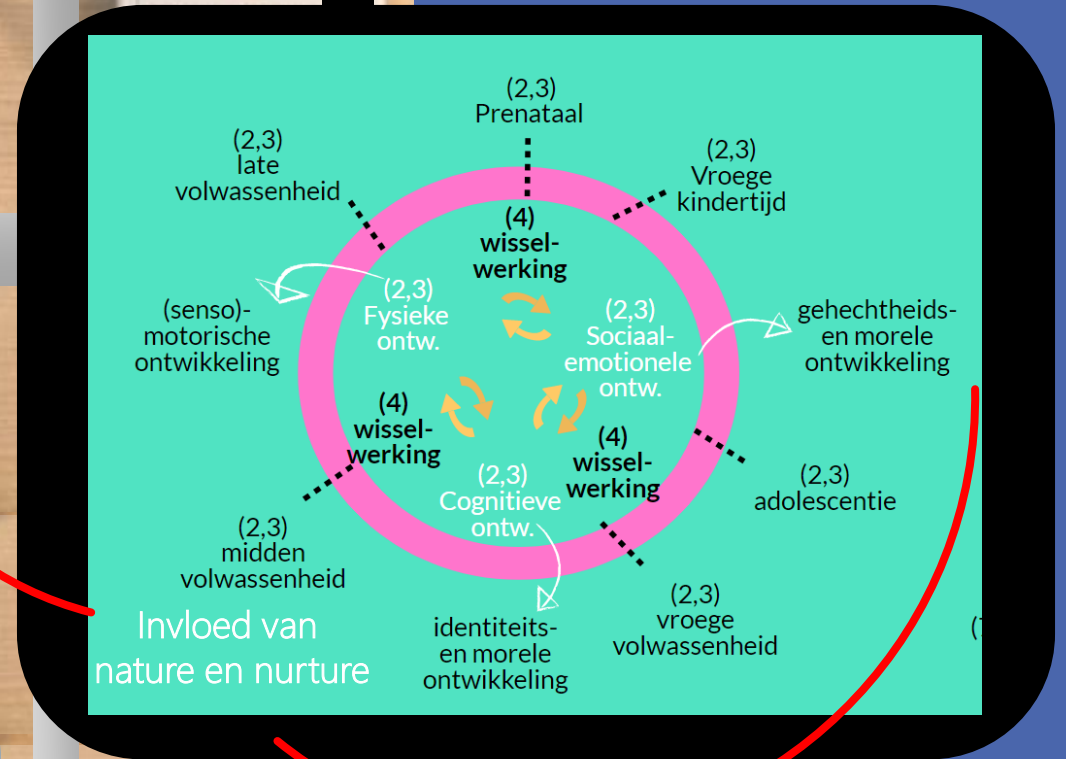 (2,3)
Prenataal
(2,3)
Vroege
kindertijd
(2,3)
late
volwassenheid
(4)
wissel-
werking
(2,3)
Fysieke
ontw.
(2,3)
Sociaal-
emotionele
ontw.
(senso)-
motorische
ontwikkeling
gehechtheids-
en morele
ontwikkeling
(4)
wissel-
werking
(4)
wissel-
werking
(2,3)
Cognitieve
ontw.
(2,3)
adolescentie
(2,3)
midden
volwassenheid
(2,3)
vroege
volwassenheid
identiteits-
en morele
ontwikkeling
Invloed van
nature en nurture